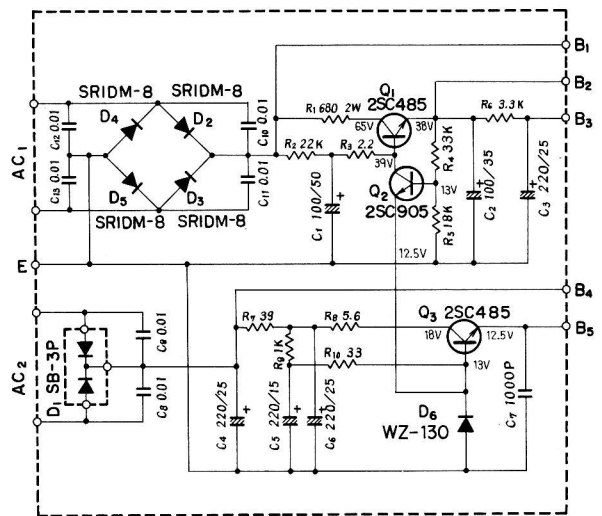 B1
SRIDM-8 SRIDM-8
Q1
2SC485
B2
R1 680 2W
R6 3.3K
B3
65V
38V
D4
D2
C12 0.01
C10 0.01
AC1
R2 22K
R3 2.2
R4 33K
39V
Q2
2SC905
13V
C13 0.01
C11 0.01
D5
D3
SRIDM-8 SRIDM-8
C1 100/50
+
R5 18K
C2 100/35
+
C3 220/25
+
12.5V
E
B4
Q3 2SC485
R7 39
R8 5.6
18V
12.5V
B5
AC2
D1 SB-3P
C9 0.01
C8 0.01
R9 1K
R10 33
13V
C4 220/25
+
C5 220/15
+
C6 220/25
+
D6
WZ-130
C7 1000P